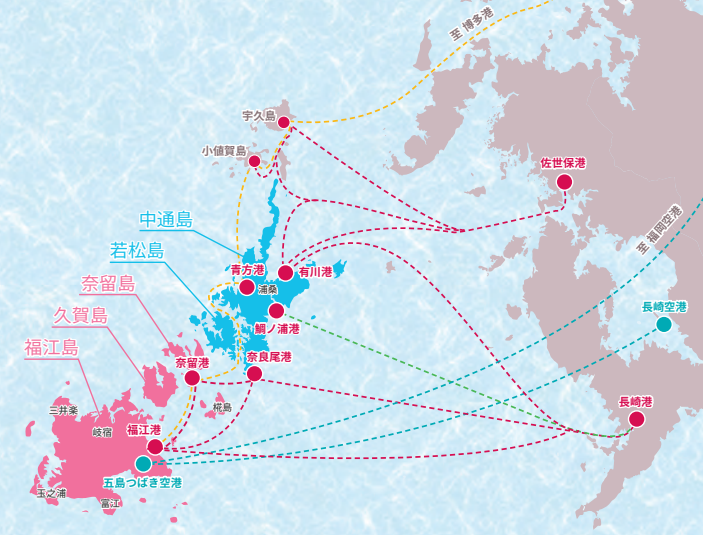 至 博多港
宇久島
小値賀島
佐世保港
中通島
至 福岡空港
若松島
青方港
有川港
奈留島
浦桑
長崎空港
久賀島
鯛ノ浦港
福江島
奈良尾港
奈留港
三井楽
椛島
長崎港
岐宿
福江港
五島つばき空港
玉之浦
富江